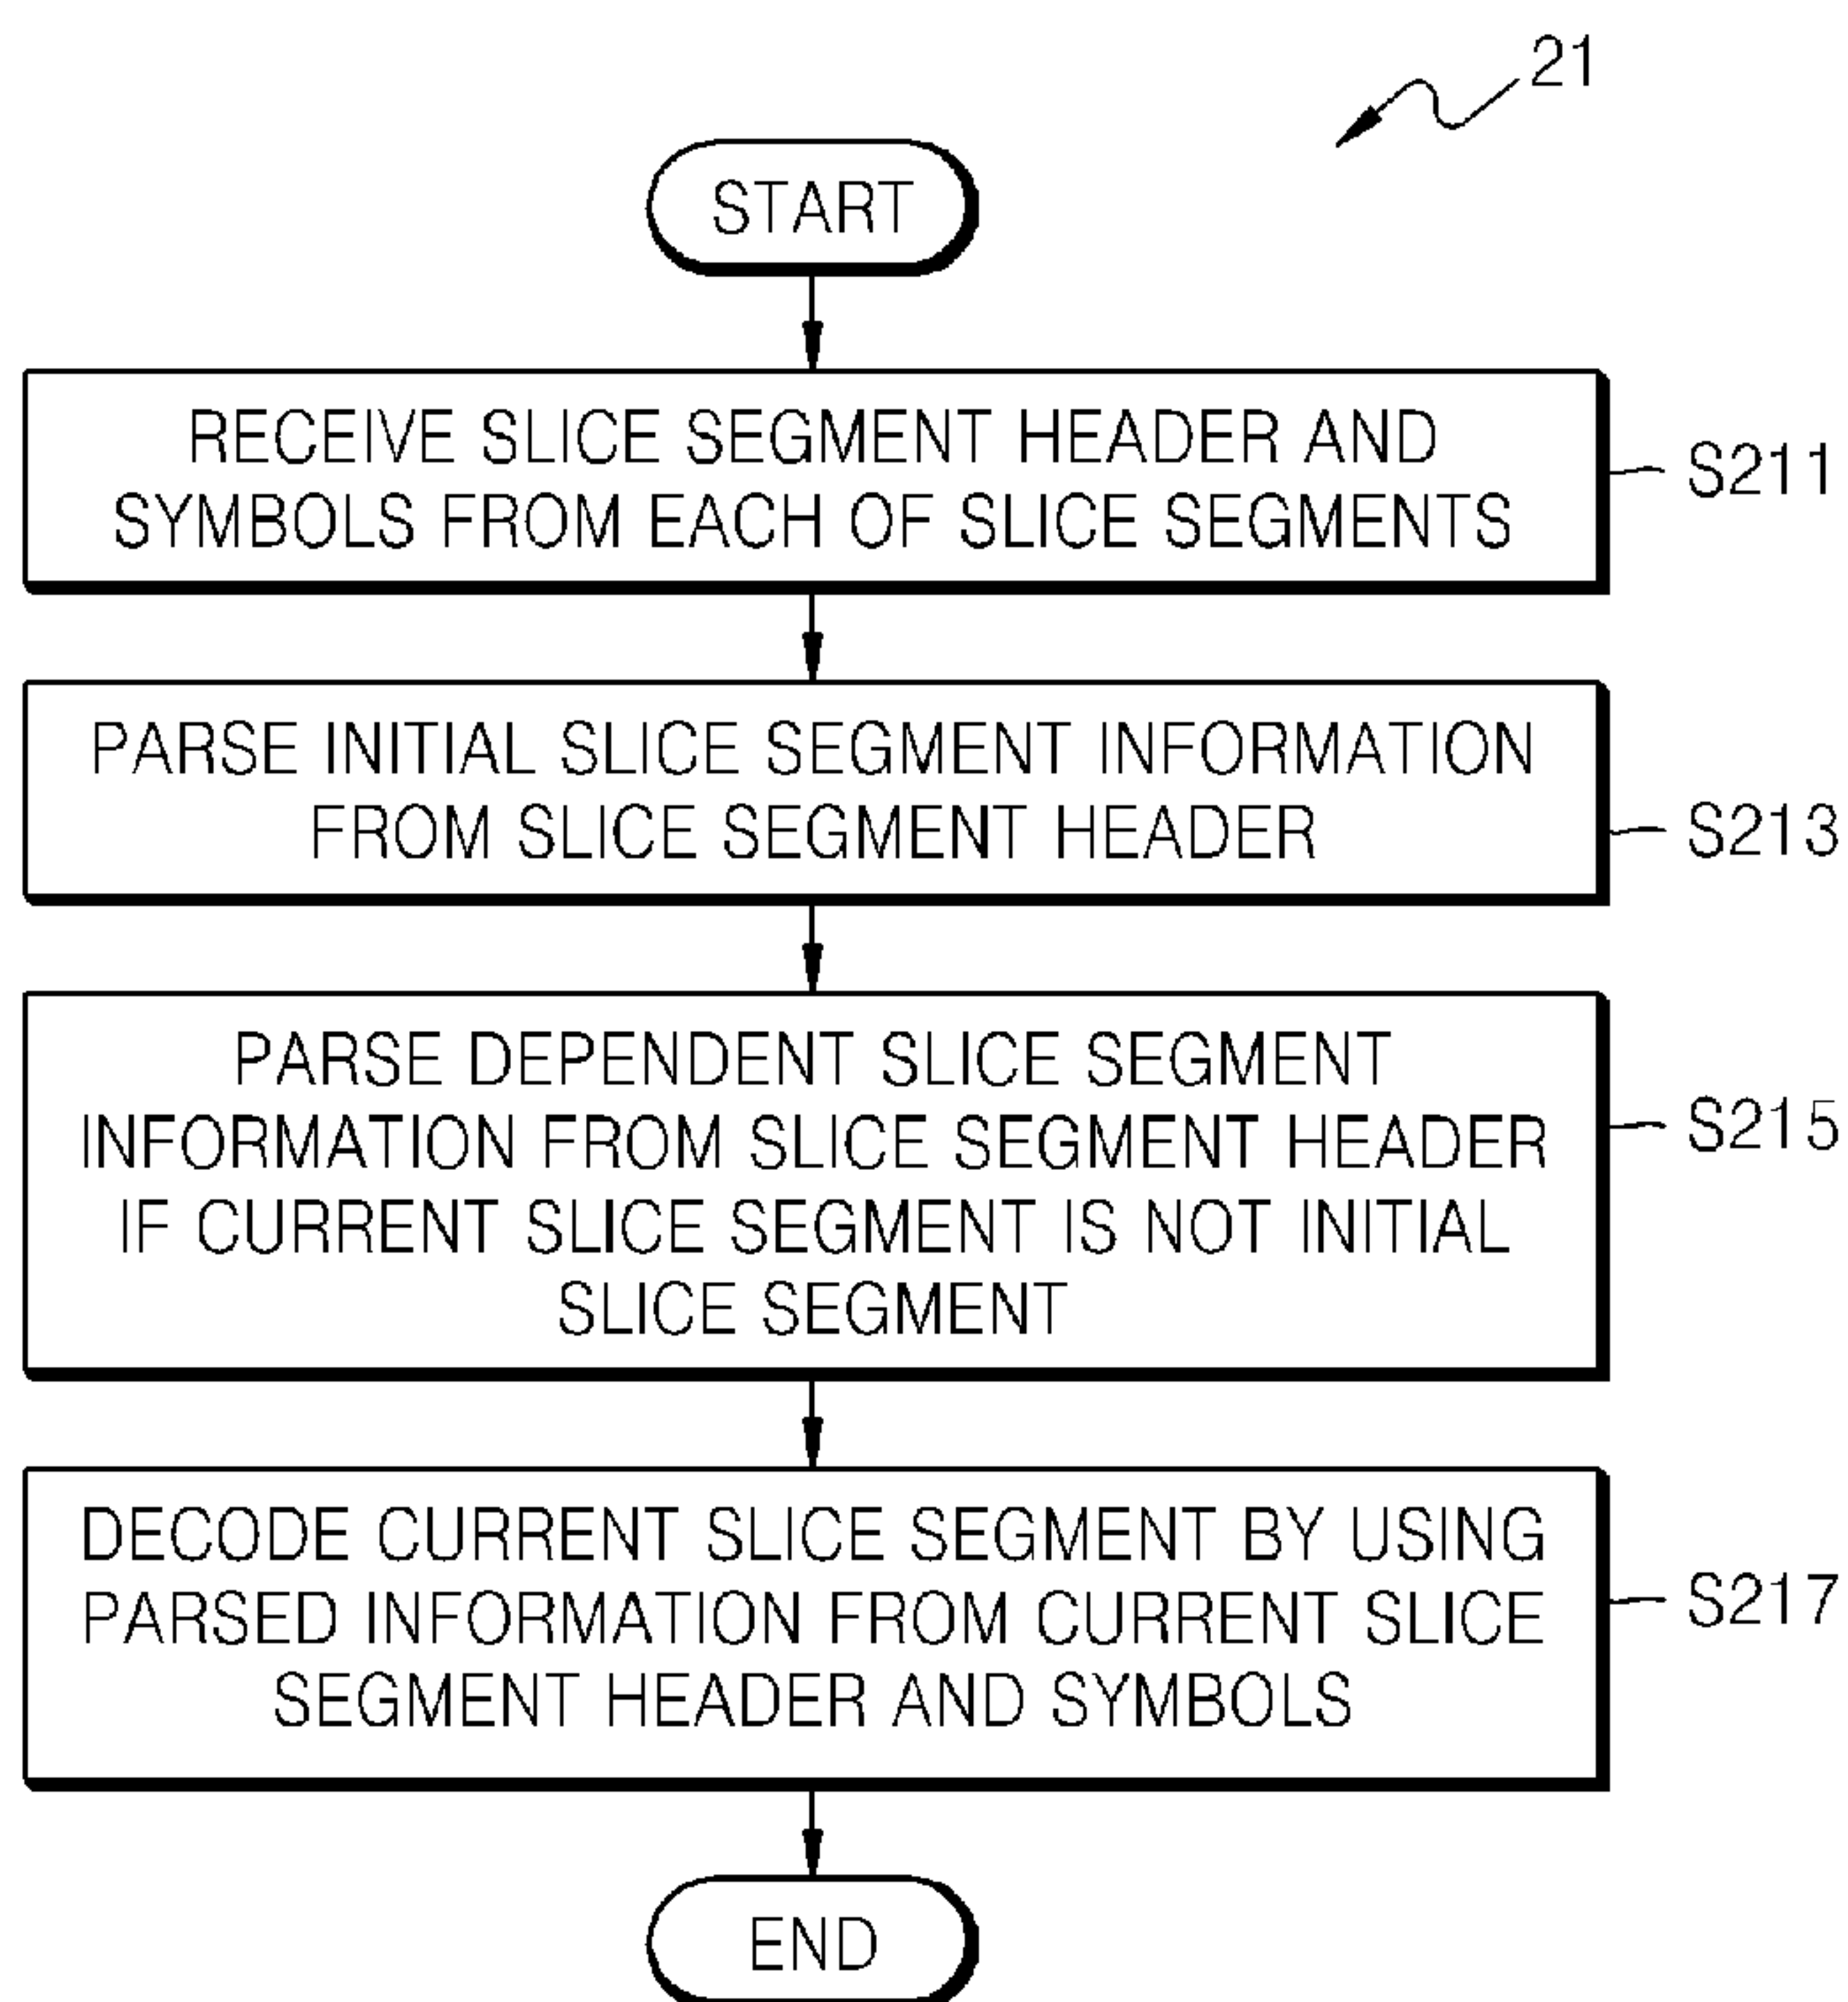 21
START
RECEIVE SLICE SEGMENT HEADER AND
SYMBOLS FROM EACH OF SLICE SEGMENTS
S211
PARSE INITIAL SLICE SEGMENT INFORMATION
FROM SLICE SEGMENT HEADER
S213
PARSE DEPENDENT SLICE SEGMENT
INFORMATION FROM SLICE SEGMENT HEADER
IF CURRENT SLICE SEGMENT IS NOT INITIAL
SLICE SEGMENT
S215
DECODE CURRENT SLICE SEGMENT BY USING
PARSED INFORMATION FROM CURRENT SLICE
SEGMENT HEADER AND SYMBOLS
S217
END